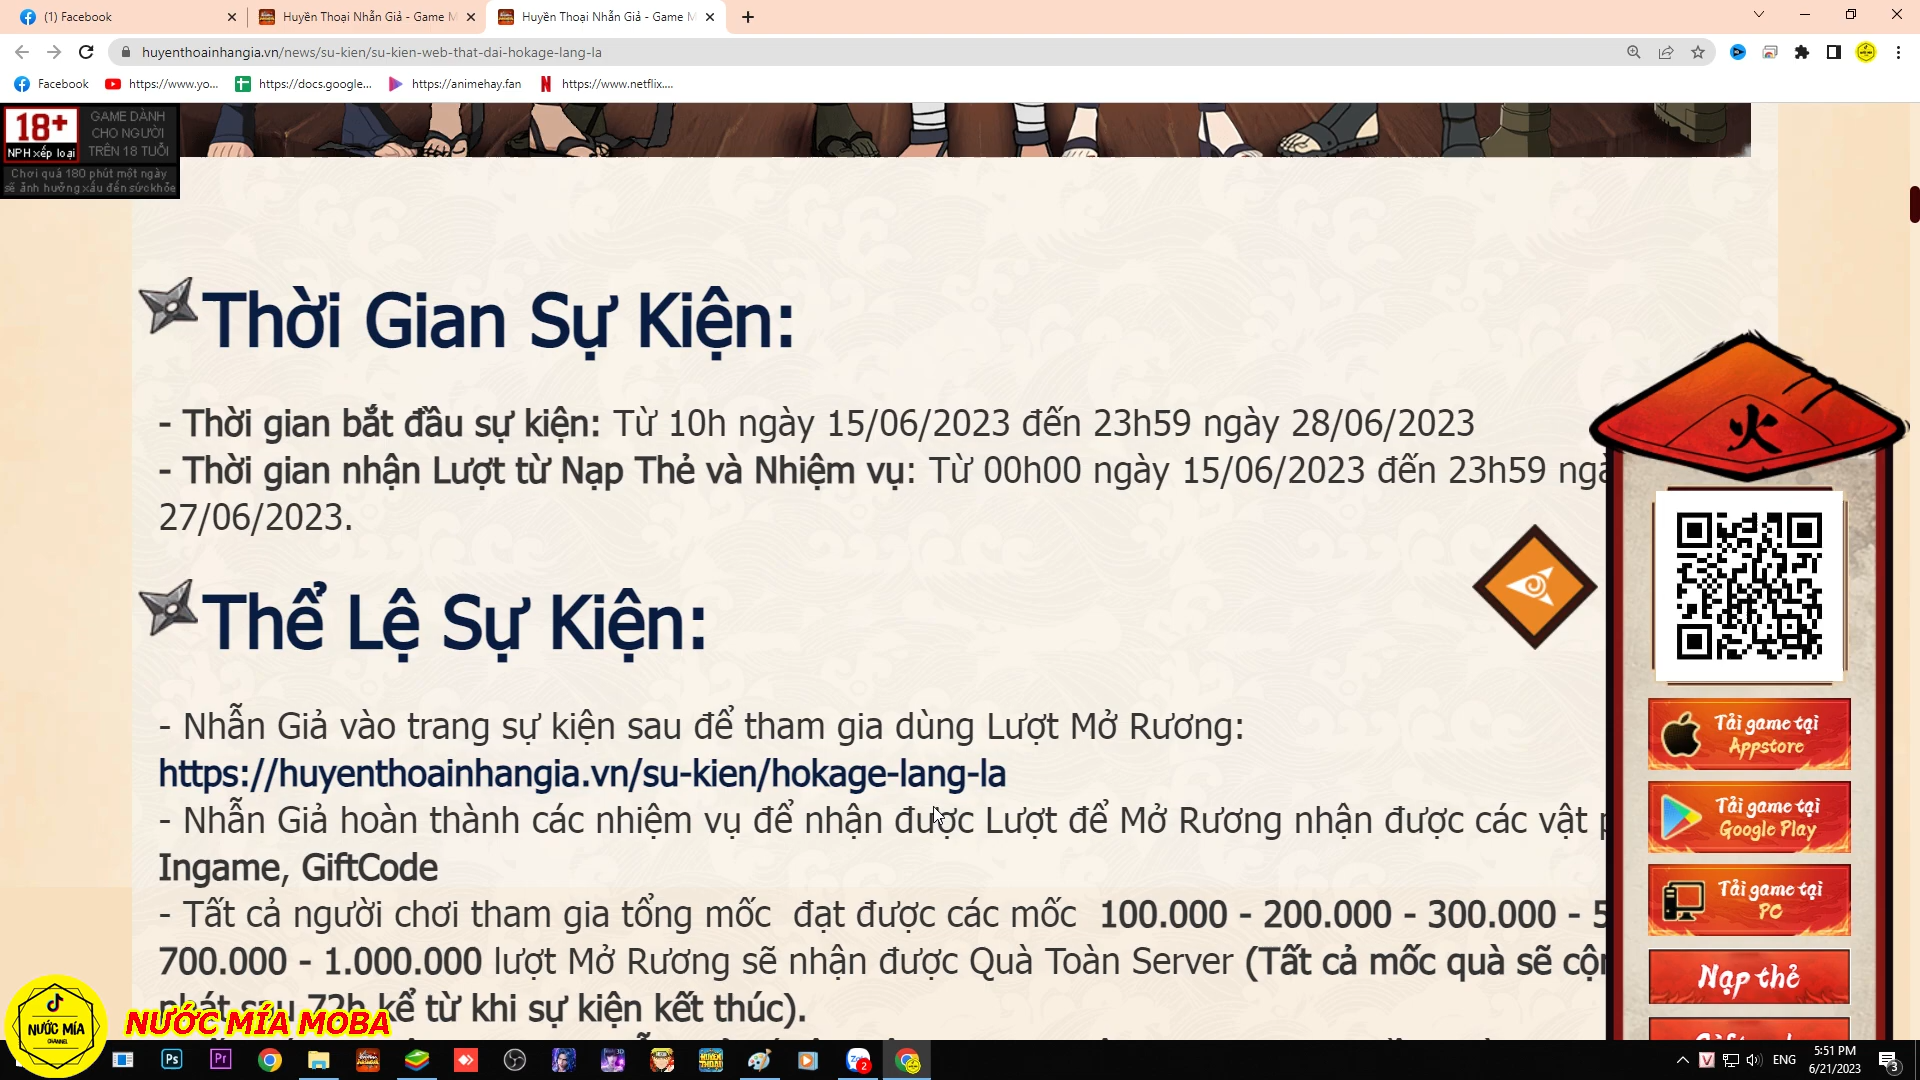 (1) Facebook
Huyền Thoại Nhẫn Giả - Game M
Huyền Thoại Nhẫn Giả - Game M
huyenthoainhangia.vn/news/su-kien/su-kien-web-that-dai-hokage-lang-la
Facebook
https://www.yo...
https://docs.google...
https://animehay.fan
https://www.netflix....
18+
NPH xếp loại
GAME DÀNH
CHO NGƯỜI
TRÊN 18 TUỔI
Chơi quá 180 phút một ngày
sẽ ảnh hưởng xấu đến sức khỏe
Thời Gian Sự Kiện:
- Thời gian bắt đầu sự kiện: Từ 10h ngày 15/06/2023 đến 23h59 ngày 28/06/2023
- Thời gian nhận Lượt từ Nạp Thẻ và Nhiệm vụ: Từ 00h00 ngày 15/06/2023 đến 23h59 ngà
27/06/2023.
Thể Lệ Sự Kiện:
- Nhẫn Giả vào trang sự kiện sau để tham gia dùng Lượt Mở Rương:
https://huyenthoainhangia.vn/su-kien/hokage-lang-la
- Nhẫn Giả hoàn thành các nhiệm vụ để nhận được Lượt để Mở Rương nhận được các vật
Ingame, GiftCode
- Tất cả người chơi tham gia tổng mốc đạt được các mốc 100.000 - 200.000 - 300.000 - 5
700.000 - 1.000.000 lượt Mở Rương sẽ nhận được Quà Toàn Server (Tất cả mốc quà sẽ cộn
phát sau 72h kể từ khi sự kiện kết thúc).
火
Tải game tại
Appstore
Tải game tại
Google Play
Tải game tại
PC
Nạp thẻ
NƯỚC MÍA
CHANNEL
NƯỚC MÍA MOBA
Ps
Pr
2
V
ENG
5:51 PM
6/21/2023
3